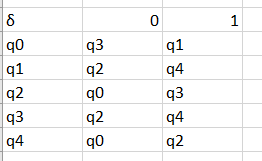 δ 0 1
q0 q3 q1
q1 q2 q4
q2 q0 q3
q3 q2 q4
q4 q0 q2